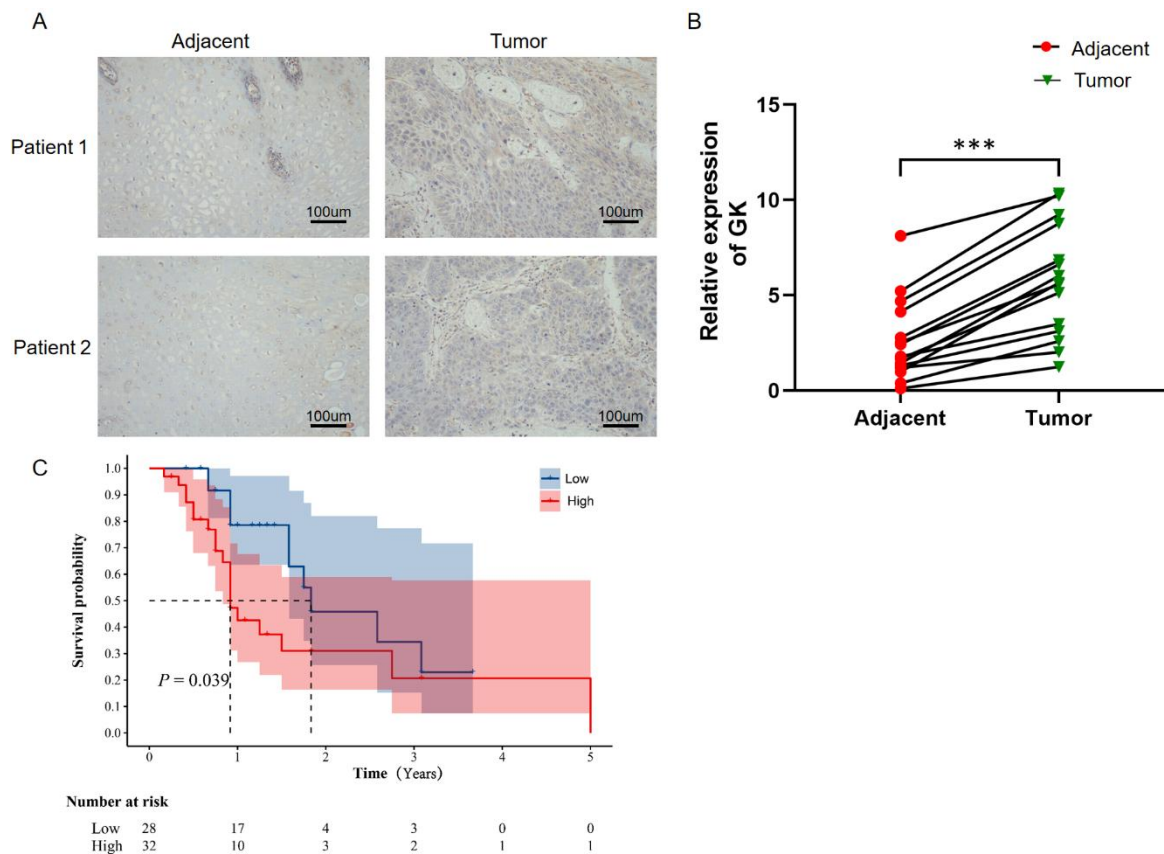 A
Adjacent
Tumor
Patient 1
100um
100um
Patient 2
100um
100um
B
Adjacent
Tumor
15
10
5
0
***
Relative expression
of GK
Adjacent
Tumor
C
1.0
0.9
0.8
0.7
0.6
0.5
0.4
0.3
0.2
0.1
0.0
Survival probability
Low
High
P = 0.039
0 1 2 3 4 5
Time (Years)
Number at risk
Low 28 17 4 3 0 0
High 32 10 3 2 1 1